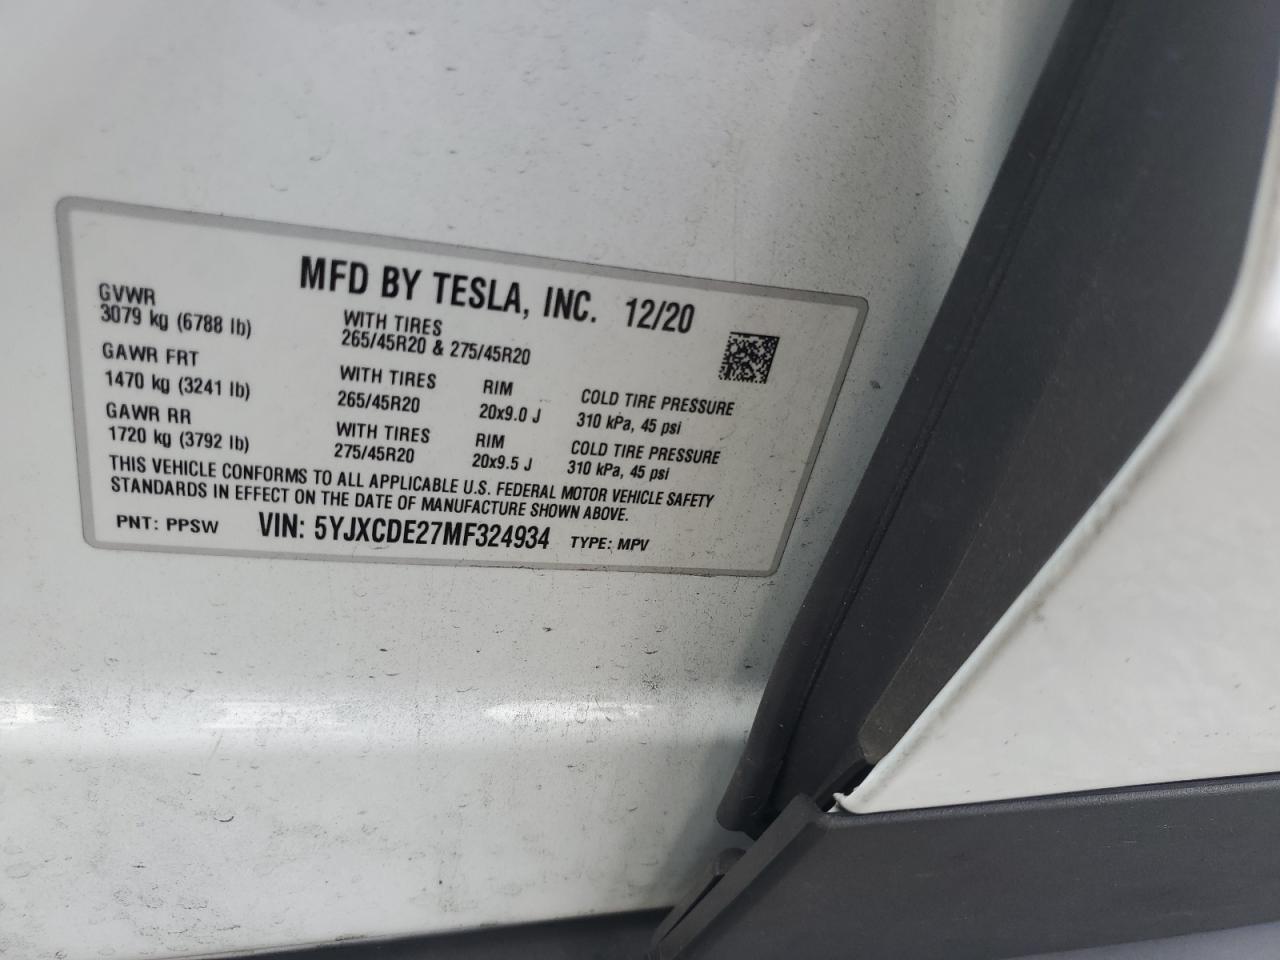 MFD BY TESLA, INC. 12/20
GVWR
3079 kg (6788 lb)
WITH TIRES
265/45R20 & 275/45R20
GAWR FRT
1470 kg (3241 lb)
WITH TIRES
265/45R20
RIM
20x9.0 J
COLD TIRE PRESSURE
310 kPa, 45 psi
GAWR RR
1720 kg (3792 lb)
WITH TIRES
275/45R20
RIM
20x9.5 J
COLD TIRE PRESSURE
310 kPa, 45 psi
THIS VEHICLE CONFORMS TO ALL APPLICABLE U.S. FEDERAL MOTOR VEHICLE SAFETY
STANDARDS IN EFFECT ON THE DATE OF MANUFACTURE SHOWN ABOVE.
PNT: PPSW VIN: 5YJXCDE27MF324934 TYPE: MPV